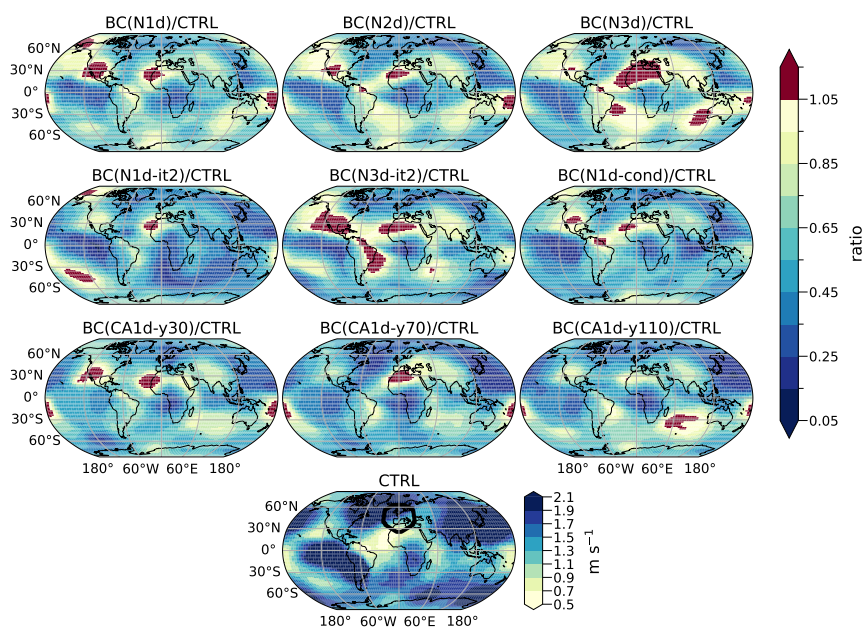 BC(N1d)/CTRL BC(N2d)/CTRL BC(N3d)/CTRL
60°N
30°N
0°
30°S
60°S
BC(N1d-it2)/CTRL BC(N3d-it2)/CTRL BC(N1d-cond)/CTRL
60°N
30°N
0°
30°S
60°S
BC(CA1d-y30)/CTRL BC(CA1d-y70)/CTRL BC(CA1d-y110)/CTRL
60°N
30°N
0°
30°S
60°S
180° 60°W 60°E 180° 180° 60°W 60°E 180° 180° 60°W 60°E 180°
1.05
0.85
0.65
0.45
0.25
0.05
ratio
CTRL
60°N
30°N
0°
30°S
60°S
180° 60°W 60°E 180°
2.1
1.9
1.7
1.5
1.3
1.1
0.9
0.7
0.5
m s⁻¹